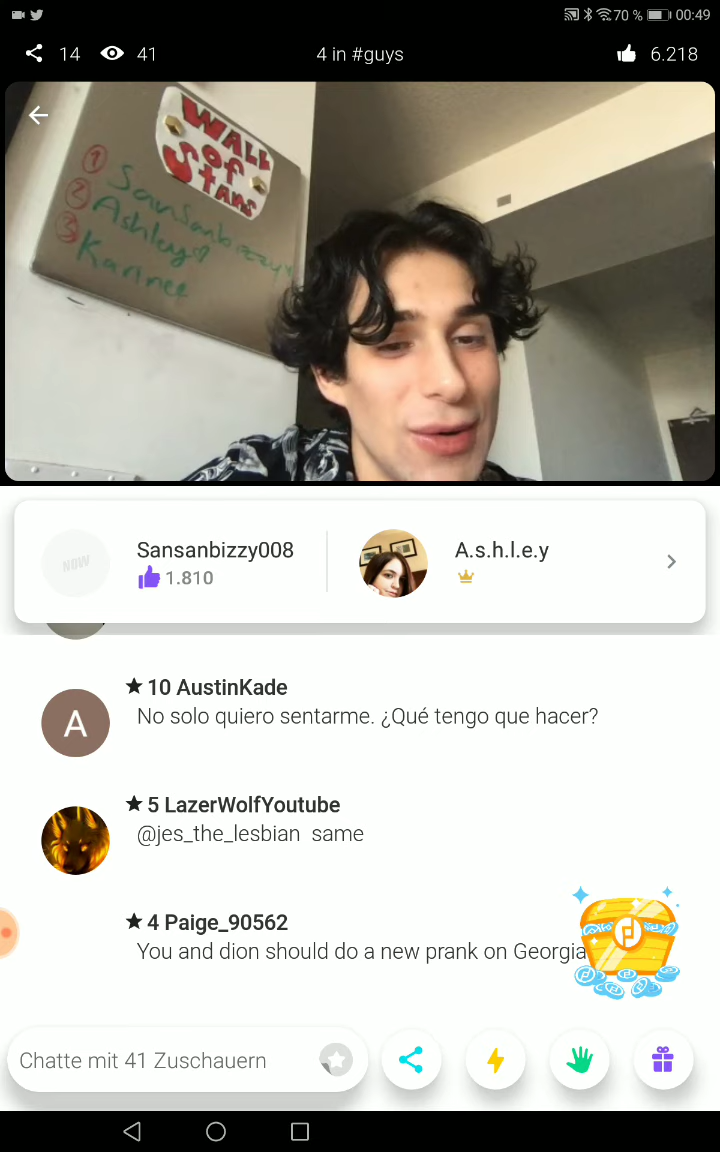 70 % 00:49
14 41 4 in #guys 6.218
WALL
OF
STARS
1 SanSanbizzy
2 Ashley
3 Karinee
NOW
Sansanbizzy008
1.810
A.s.h.l.e.y
10 AustinKade
A
No solo quiero sentarme. ¿Qué tengo que hacer?
5 LazerWolfYoutube
@jes_the_lesbian same
4 Paige_90562
You and dion should do a new prank on Georgia
Chatte mit 41 Zuschauern